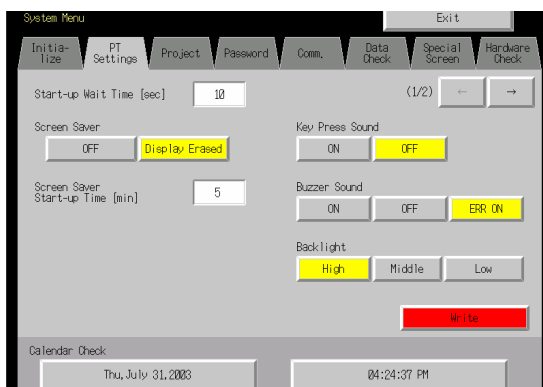 System Menu
Exit
Initia-
lize
PT
Settings
Project
Password
Comm.
Data
Check
Special
Screen
Hardware
Check
Start-up Wait Time [sec]
10
(1/2)
←
→
Screen Saver
OFF
Display Erased
Key Press Sound
ON
OFF
Screen Saver
Start-up Time [min]
5
Buzzer Sound
ON
OFF
ERR ON
Backlight
High
Middle
Low
Write
Calendar Check
Thu,July 31,2003
04:24:37 PM